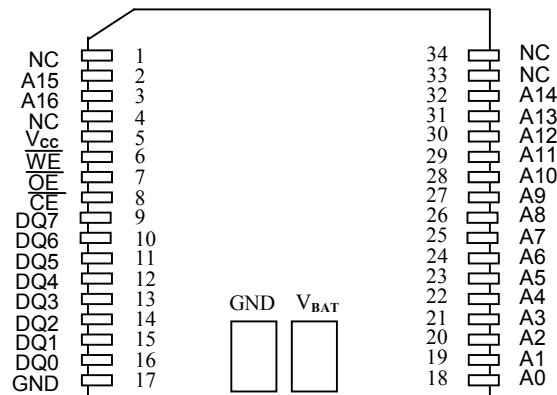 NC 1 34 NC
A15 2 33 NC
A16 3 32 A14
NC 4 31 A13
Vcc 5 30 A12
WE 6 29 A11
OE 7 28 A10
CE 8 27 A9
DQ7 9 26 A8
DQ6 10 25 A7
DQ5 11 24 A6
DQ4 12 23 A5
DQ3 13 22 A4
DQ2 14 21 A3
DQ1 15 20 A2
DQ0 16 19 A1
GND 17 18 A0
GND VBAT